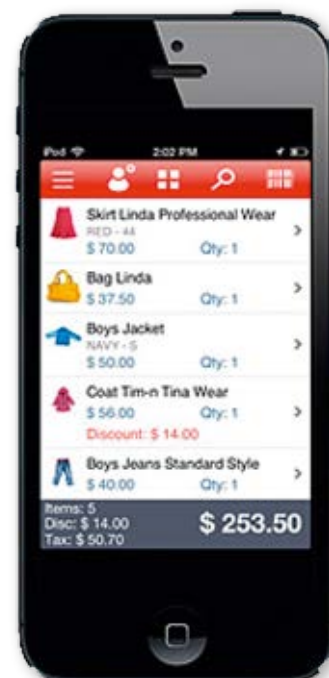 iPod 2:02 PM
Skirt Linda Professional Wear
RED - 44
$ 70.00 Qty: 1
Bag Linda
$ 37.50 Qty: 1
Boys Jacket
NAVY - S
$ 50.00 Qty: 1
Coat Tim-n Tina Wear
$ 56.00 Qty: 1
Discount: $ 14.00
Boys Jeans Standard Style
$ 40.00 Qty: 1
Items: 5
Disc: $ 14.00
Tax: $ 50.70
$ 253.50